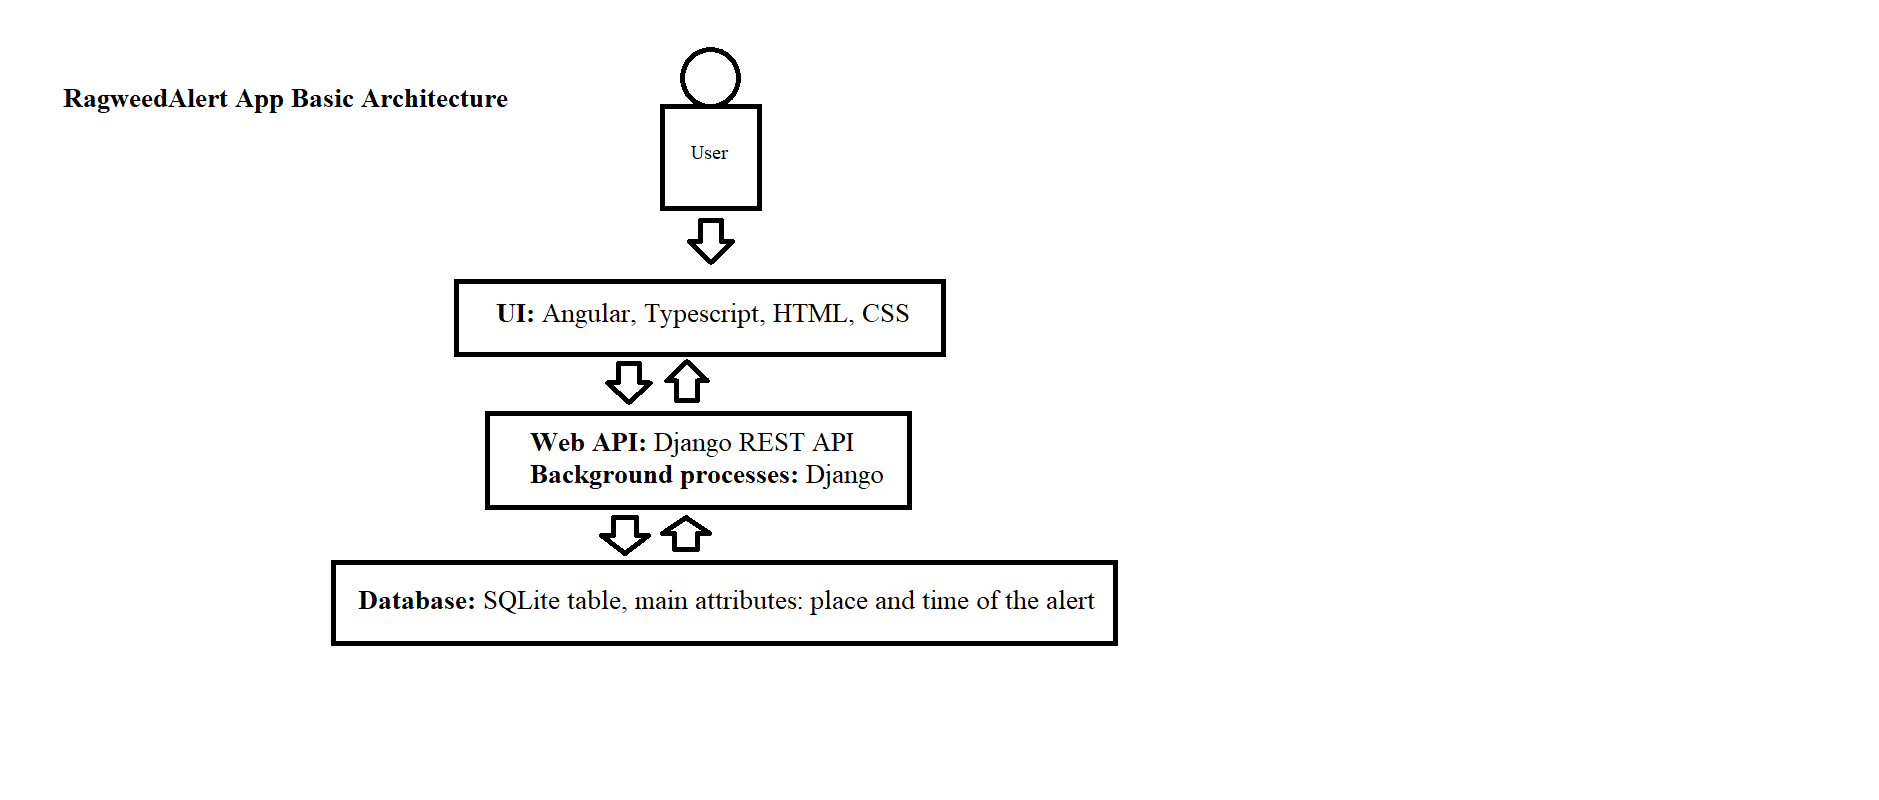 RagweedAlert App Basic Architecture
User
UI: Angular, Typescript, HTML, CSS
Web API: Django REST API
Background processes: Django
Database: SQLite table, main attributes: place and time of the alert